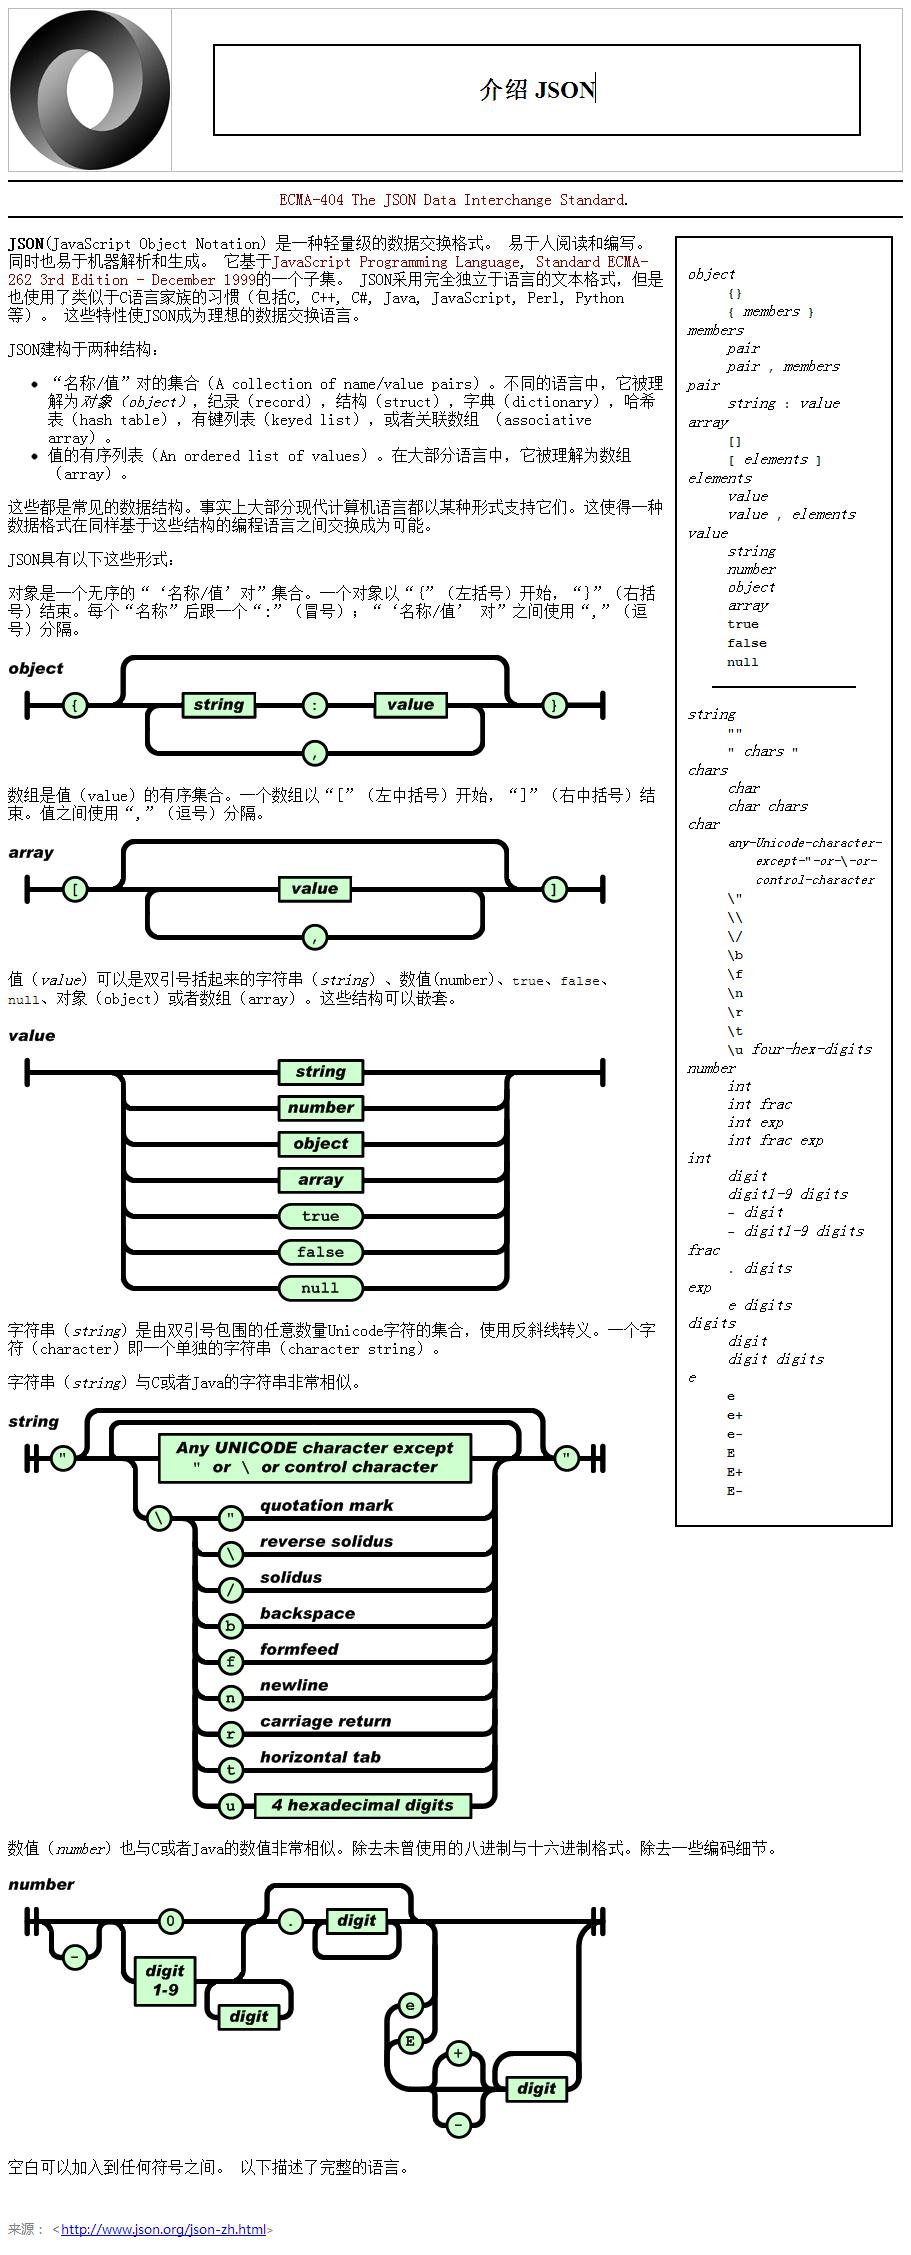 介绍 JSON
ECMA-404 The JSON Data Interchange Standard.
JSON(JavaScript Object Notation) 是一种轻量级的数据交换格式。 易于人阅读和编写。
同时也易于机器解析和生成。 它基于JavaScript Programming Language, Standard ECMA-
262 3rd Edition - December 1999的一个子集。 JSON采用完全独立于语言的文本格式，但是
也使用了类似于C语言家族的习惯（包括C, C++, C#, Java, JavaScript, Perl, Python
等）。 这些特性使JSON成为理想的数据交换语言。
JSON建构于两种结构：
• “名称/值”对的集合（A collection of name/value pairs）。不同的语言中，它被理
解为对象（object），纪录（record），结构（struct），字典（dictionary），哈希
表（hash table），有键列表（keyed list），或者关联数组 （associative
array）。
• 值的有序列表（An ordered list of values）。在大部分语言中，它被理解为数组
（array）。
这些都是常见的数据结构。事实上大部分现代计算机语言都以某种形式支持它们。这使得一种
数据格式在同样基于这些结构的编程语言之间交换成为可能。
JSON具有以下这些形式：
对象是一个无序的“‘名称/值’对”集合。一个对象以“{”（左括号）开始，“}”（右括
号）结束。每个“名称”后跟一个“:”（冒号）；“‘名称/值’ 对”之间使用“,”（逗
号）分隔。
object
{ string : value }
,
数组是值（value）的有序集合。一个数组以“[”（左中括号）开始，“]”（右中括号）结
束。值之间使用“,”（逗号）分隔。
array
[ value ]
,
值（value）可以是双引号括起来的字符串（string）、数值(number)、true、false、
null、对象（object）或者数组（array）。这些结构可以嵌套。
value
string
number
object
array
true
false
null
字符串（string）是由双引号包围的任意数量Unicode字符的集合，使用反斜线转义。一个字
符（character）即一个单独的字符串（character string）。
字符串（string）与C或者Java的字符串非常相似。
string
Any UNICODE character except
" " or \ or control character "
\ " quotation mark
\ reverse solidus
/ solidus
b backspace
f formfeed
n newline
r carriage return
t horizontal tab
u 4 hexadecimal digits
数值（number）也与C或者Java的数值非常相似。除去未曾使用的八进制与十六进制格式。除去一些编码细节。
number
0 . digit
-
digit
1-9
digit
e
E
+
digit
-
空白可以加入到任何符号之间。 以下描述了完整的语言。
来源： <http://www.json.org/json-zh.html>
object
{}
{ members }
members
pair
pair , members
pair
string : value
array
[]
[ elements ]
elements
value
value , elements
value
string
number
object
array
true
false
null
string
""
" chars "
chars
char
char chars
char
any-Unicode-character-
except-"-or-\-or-
control-character
\"
\\
\/
\b
\f
\n
\r
\t
\u four-hex-digits
number
int
int frac
int exp
int frac exp
int
digit
digit1-9 digits
- digit
- digit1-9 digits
frac
. digits
exp
e digits
digits
digit
digit digits
e
e
e+
e-
E
E+
E-